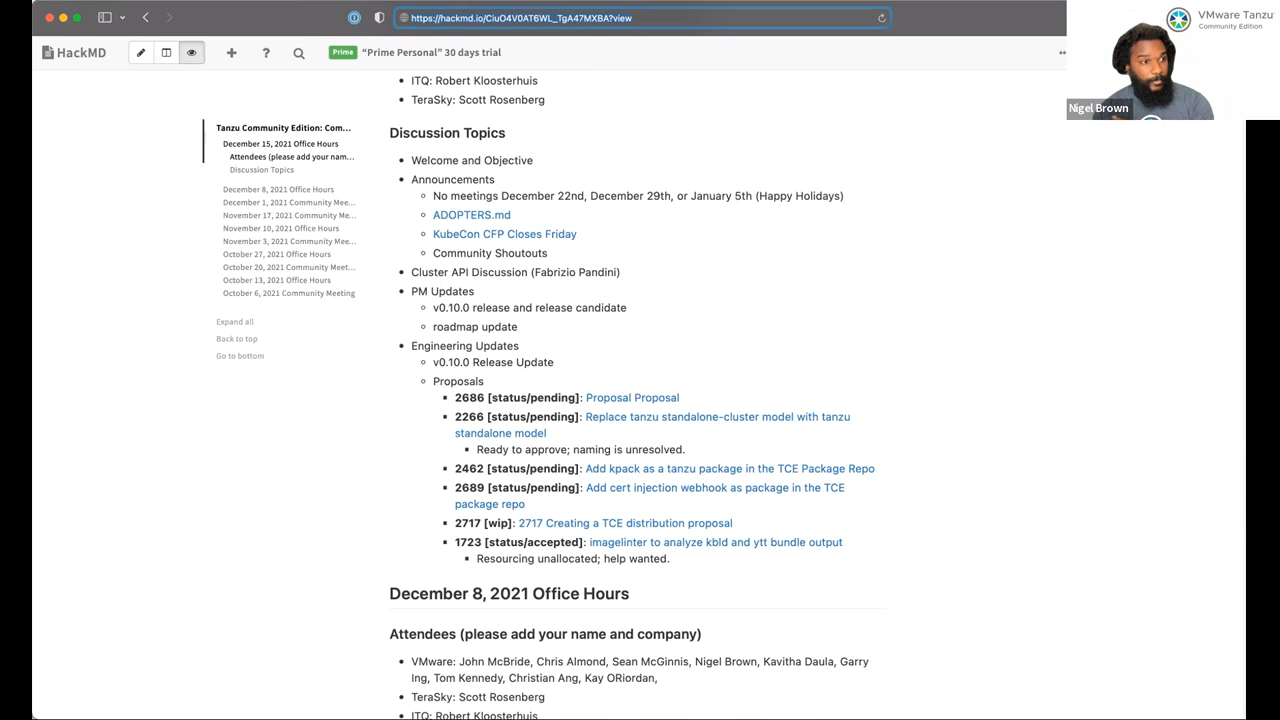 https://hackmd.io/CiuO4V0AT6WL_TgA47MXBA?view
VMware Tanzu
Community Edition
HackMD
+
?
Prime
“Prime Personal” 30 days trial
Nigel Brown
ITQ: Robert Kloosterhuis
TeraSky: Scott Rosenberg
Tanzu Community Edition: Com...
December 15, 2021 Office Hours
Attendees (please add your nam...
Discussion Topics
December 8, 2021 Office Hours
December 1, 2021 Community Mee...
November 17, 2021 Community Me...
November 10, 2021 Office Hours
November 3, 2021 Community Mee...
October 27, 2021 Office Hours
October 20, 2021 Community Meet...
October 13, 2021 Office Hours
October 6, 2021 Community Meeting
Expand all
Back to top
Go to bottom
Discussion Topics
Welcome and Objective
Announcements
No meetings December 22nd, December 29th, or January 5th (Happy Holidays)
ADOPTERS.md
KubeCon CFP Closes Friday
Community Shoutouts
Cluster API Discussion (Fabrizio Pandini)
PM Updates
v0.10.0 release and release candidate
roadmap update
Engineering Updates
v0.10.0 Release Update
Proposals
2686 [status/pending]: Proposal Proposal
2266 [status/pending]: Replace tanzu standalone-cluster model with tanzu
standalone model
Ready to approve; naming is unresolved.
2462 [status/pending]: Add kpack as a tanzu package in the TCE Package Repo
2689 [status/pending]: Add cert injection webhook as package in the TCE
package repo
2717 [wip]: 2717 Creating a TCE distribution proposal
1723 [status/accepted]: imagelinter to analyze kbld and ytt bundle output
Resourcing unallocated; help wanted.
December 8, 2021 Office Hours
Attendees (please add your name and company)
VMware: John McBride, Chris Almond, Sean McGinnis, Nigel Brown, Kavitha Daula, Garry
Ing, Tom Kennedy, Christian Ang, Kay ORiordan,
TeraSky: Scott Rosenberg
ITQ: Robert Kloosterhuis